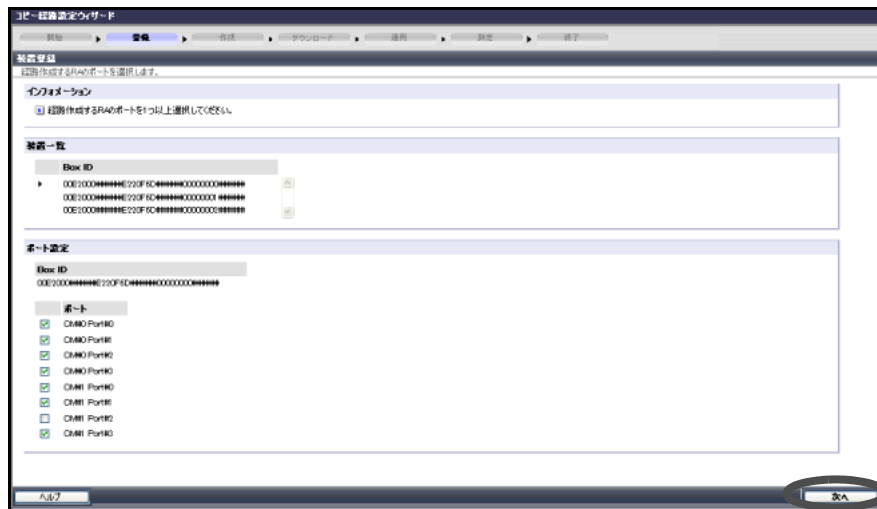 コピー経路設定ウィザード
開始 登録 作成 ダウンロード 適用 設定 終了
装置登録
経路作成するRAのポートを選択します。
インフォメーション
経路作成するRAのポートを1つ以上選択してください。
装置一覧
Box ID
ポート設定
Box ID
ポート
CM#0 Port#0
CM#0 Port#1
CM#0 Port#2
CM#0 Port#3
CM#1 Port#0
CM#1 Port#1
CM#1 Port#2
CM#1 Port#3
ヘルプ
次へ